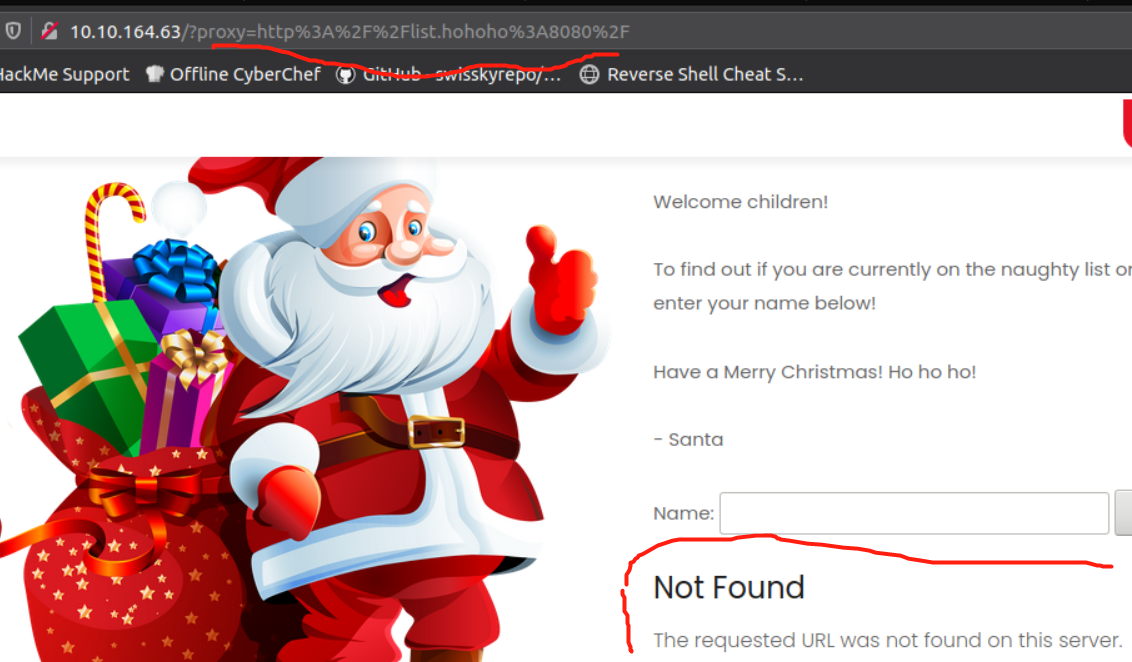 10.10.164.63/?proxy=http%3A%2F%2Flist.hohoho%3A8080%2F
HackMe Support Offline CyberChef GitHub - swisskyrepo/... Reverse Shell Cheat S...
Welcome children!
To find out if you are currently on the naughty list or
enter your name below!
Have a Merry Christmas! Ho ho ho!
- Santa
Name:
Not Found
The requested URL was not found on this server.